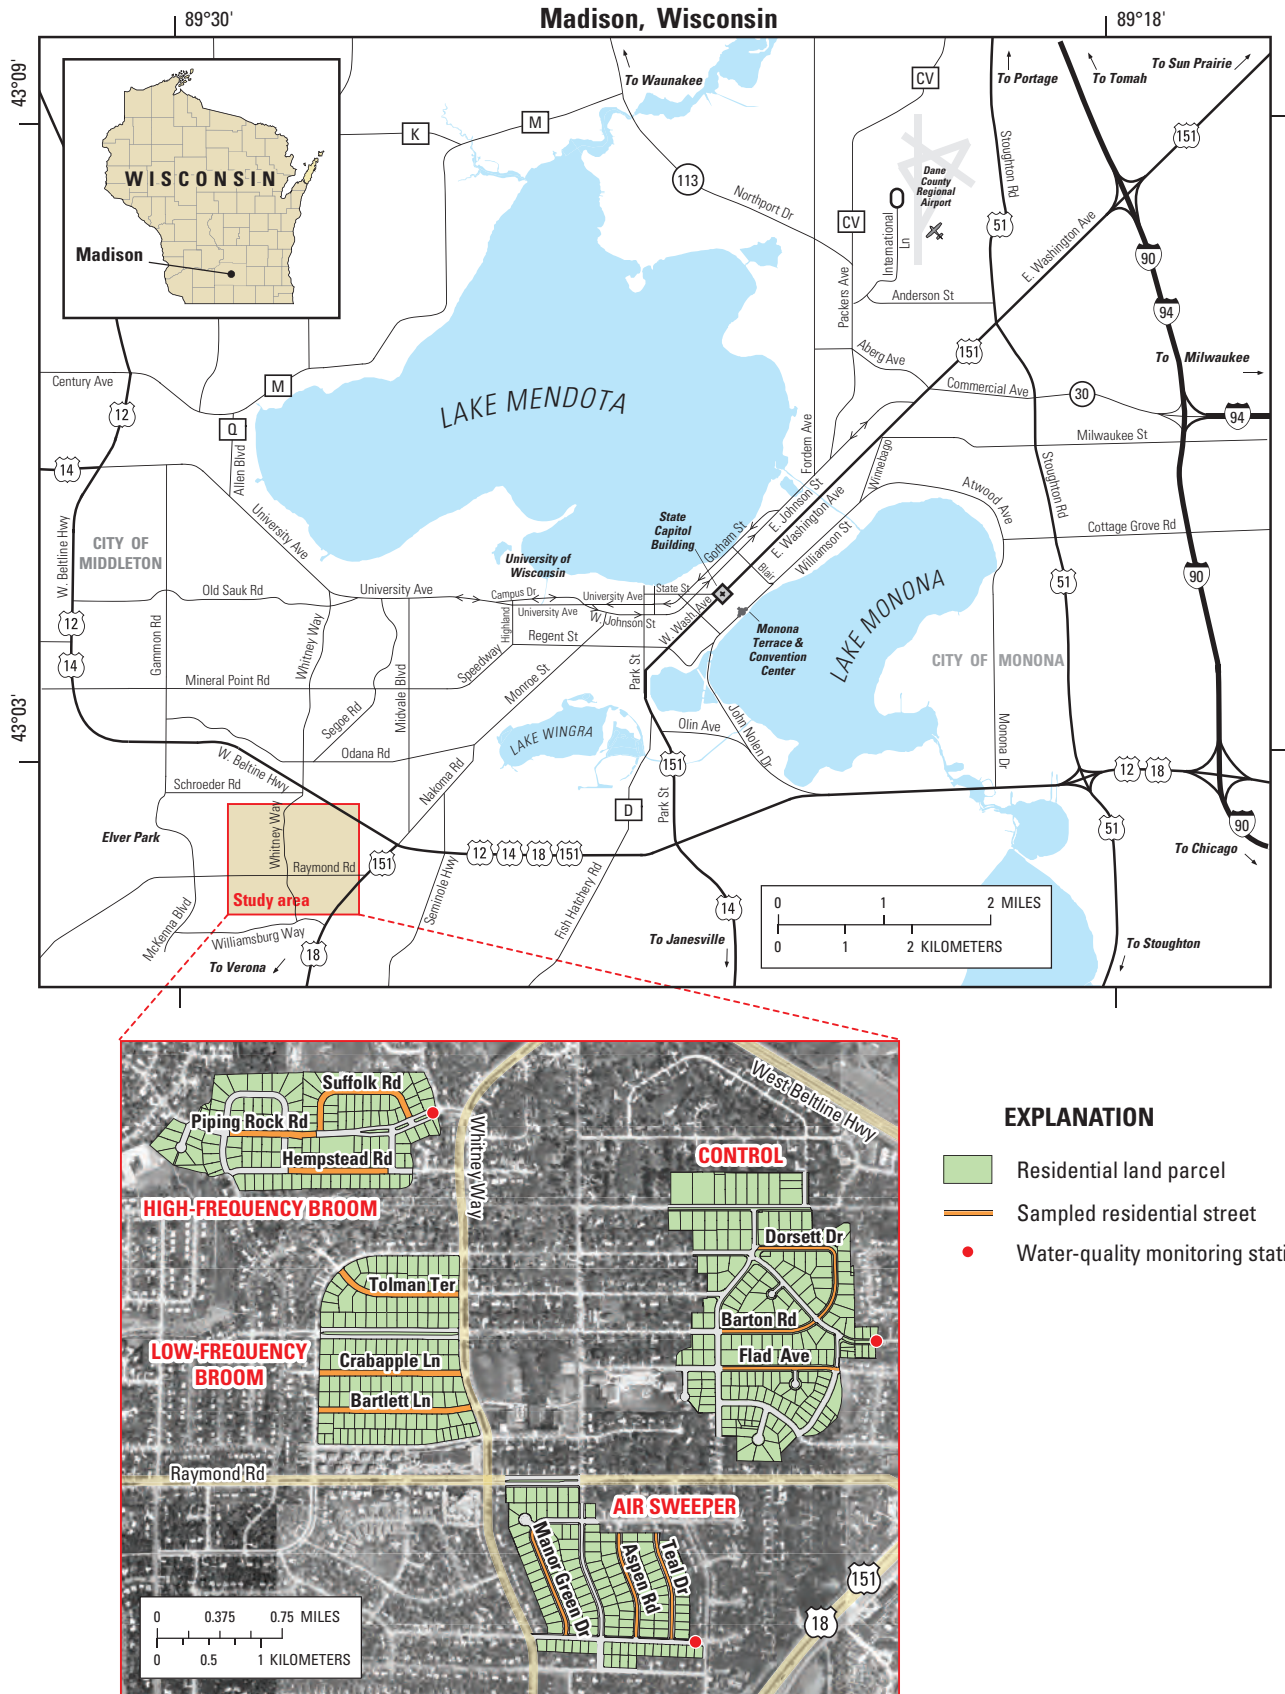 Madison, Wisconsin
89°30'
89°18'
43°09'
43°03'
WISCONSIN
Madison
To Waunakee
To Portage
To Tomah
To Sun Prairie
K
M
113
Northport Dr
CV
CV
Dane
County
Regional
Airport
International
Ln
Packers Ave
Anderson St
Stoughton Rd
51
151
E. Washington Ave
90
94
To Milwaukee
94
Century Ave
M
12
Q
Allen Blvd
14
LAKE MENDOTA
Aberg Ave
151
Commercial Ave
30
Milwaukee St
Fordem Ave
Winnebago
Atwood Ave
Stoughton Rd
Cottage Grove Rd
W. Beltline Hwy
CITY OF
MIDDLETON
University Ave
State
Capitol
Building
Gorham St
E. Johnson St
E. Washington Ave
Williamson St
Blair
University of
Wisconsin
Old Sauk Rd
University Ave
Campus Dr
University Ave
State St
University Ave
W. Johnson St
W. Wash. Ave
Highland
Regent St
51
90
12
14
Gammon Rd
Whitney Way
Speedway
Monroe St
Park St
Monona
Terrace &
Convention
Center
LAKE MONONA
CITY OF MONONA
Mineral Point Rd
Segoe Rd
Midvale Blvd
LAKE WINGRA
Olin Ave
John Nolen Dr
Monona Dr
Odana Rd
W. Beltine Hwy
Schroeder Rd
Nakoma Rd
151
Park St
12
18
D
51
90
To Chicago
Elver Park
Whitney Way
Raymond Rd
151
12
14
18
151
Study area
McKenna Blvd
Williamsburg Way
Seminole Hwy
Fish Hatchery Rd
To Verona
18
To Janesville
14
0 1 2 MILES
0 1 2 KILOMETERS
To Stoughton
Suffolk Rd
Piping Rock Rd
Hempstead Rd
HIGH-FREQUENCY BROOM
Whitney Way
West Beltline Hwy
CONTROL
Dorsett Dr
Barton Rd
Flad Ave
Tolman Ter
LOW-FREQUENCY
BROOM
Crabapple Ln
Bartlett Ln
Raymond Rd
AIR SWEEPER
Manor Green Dr
Aspen Rd
Teal Dr
151
18
0 0.375 0.75 MILES
0 0.5 1 KILOMETERS
EXPLANATION
Residential land parcel
Sampled residential street
Water-quality monitoring stati